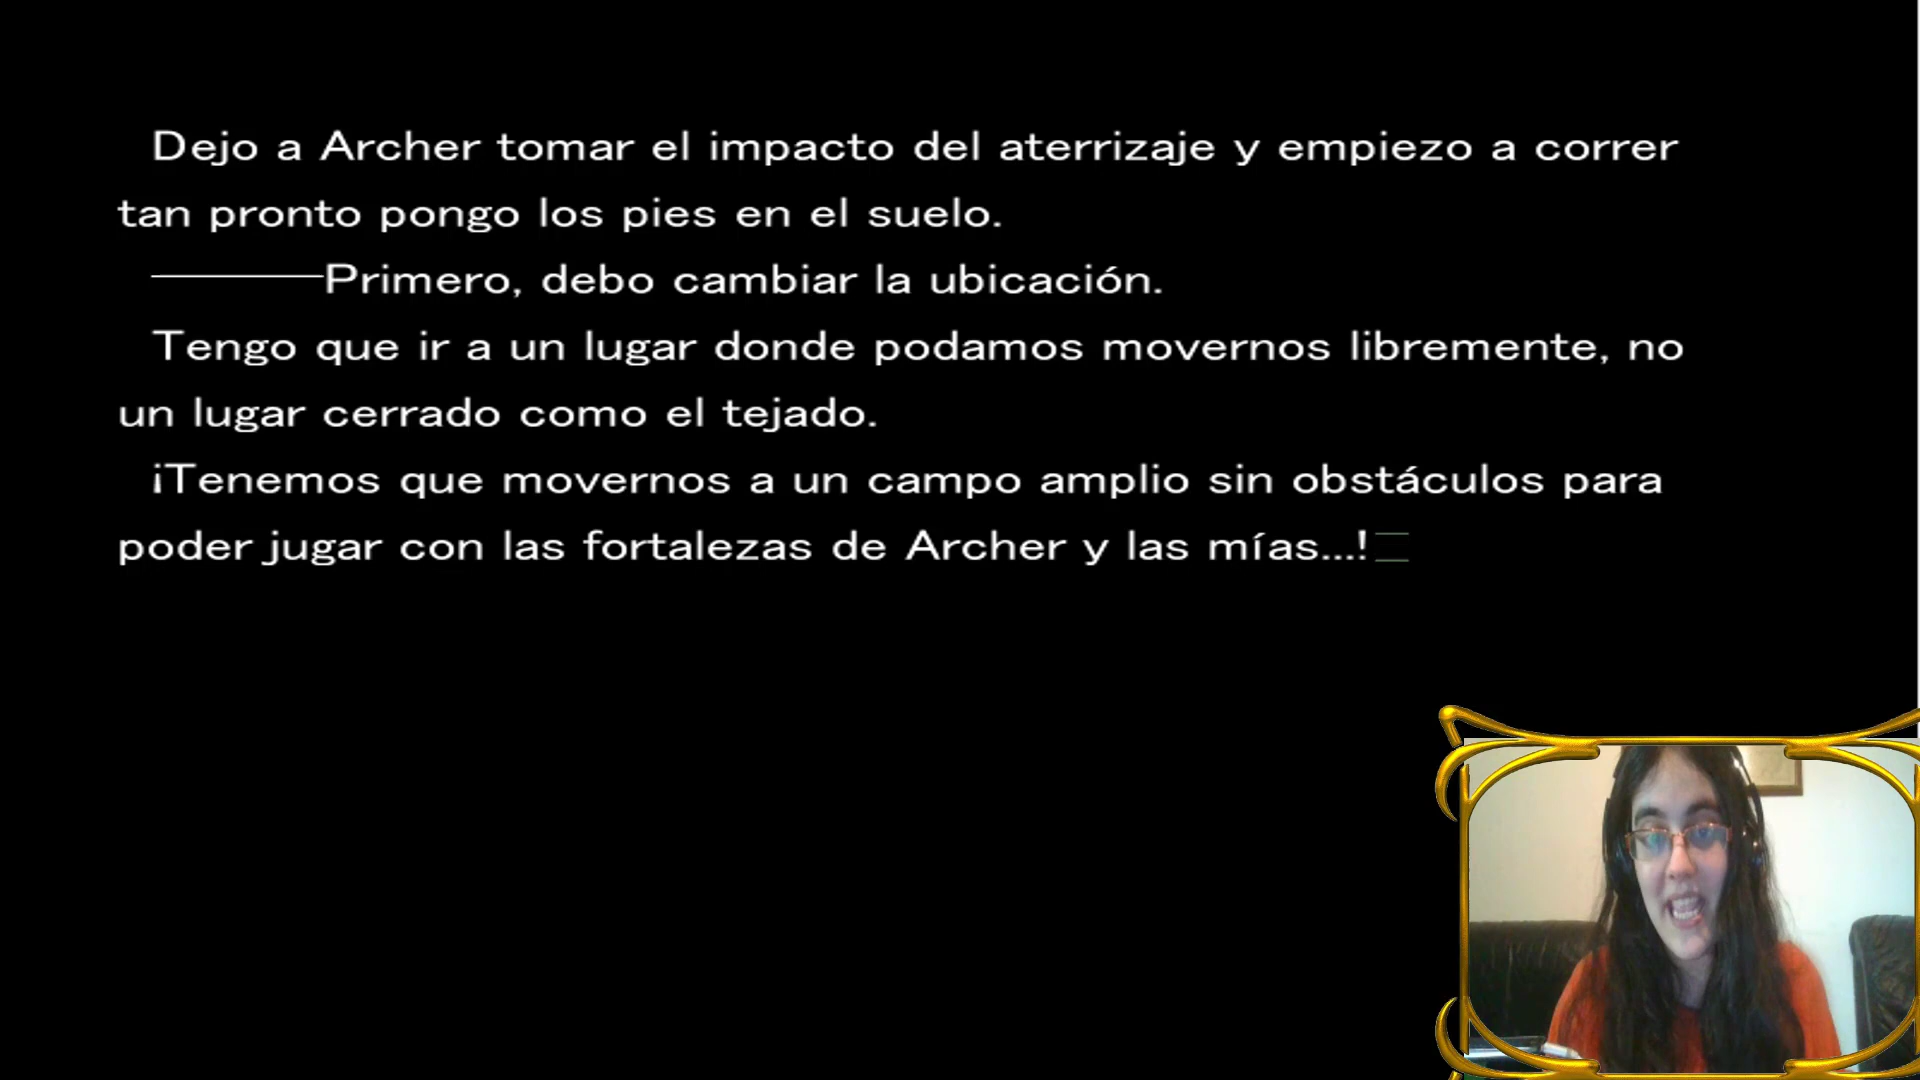 Dejo a Archer tomar el impacto del aterrizaje y empiezo a correr
tan pronto pongo los pies en el suelo.
―――――Primero, debo cambiar la ubicación.
Tengo que ir a un lugar donde podamos movernos libremente, no
un lugar cerrado como el tejado.
¡Tenemos que movernos a un campo amplio sin obstáculos para
poder jugar con las fortalezas de Archer y las mías...!